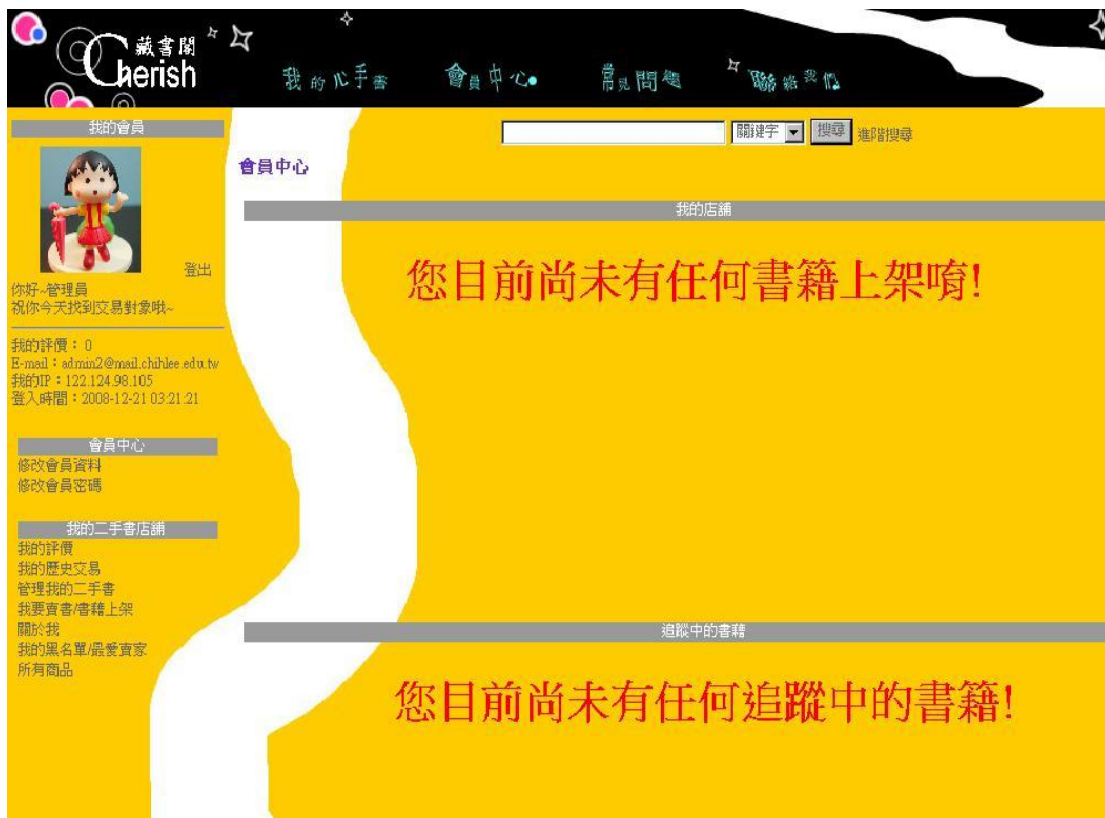 藏書閣
Cherish
我的心手書 會員中心 常見問題 聯絡我們
我的會員
關鍵字 搜尋 進階搜尋
會員中心
我的店舖
您目前尚未有任何書籍上架唷!
登出
你好~管理員
祝你今天找到交易對象哦~
我的評價：0
E-mail：admin2@mail.chihlee.edu.tw
我的IP：122.124.98.105
登入時間：2008-12-21 03:21:21
會員中心
修改會員資料
修改會員密碼
我的二手書店舖
我的評價
我的歷史交易
管理我的二手書
我要賣書/書籍上架
關於我
我的黑名單/最愛賣家
所有商品
追蹤中的書籍
您目前尚未有任何追蹤中的書籍!